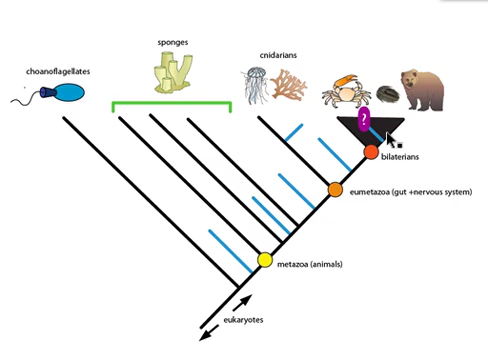 sponges
choanoflagellates
cnidarians
?
bilaterians
eumetazoa (gut +nervous system)
metazoa (animals)
eukaryotes